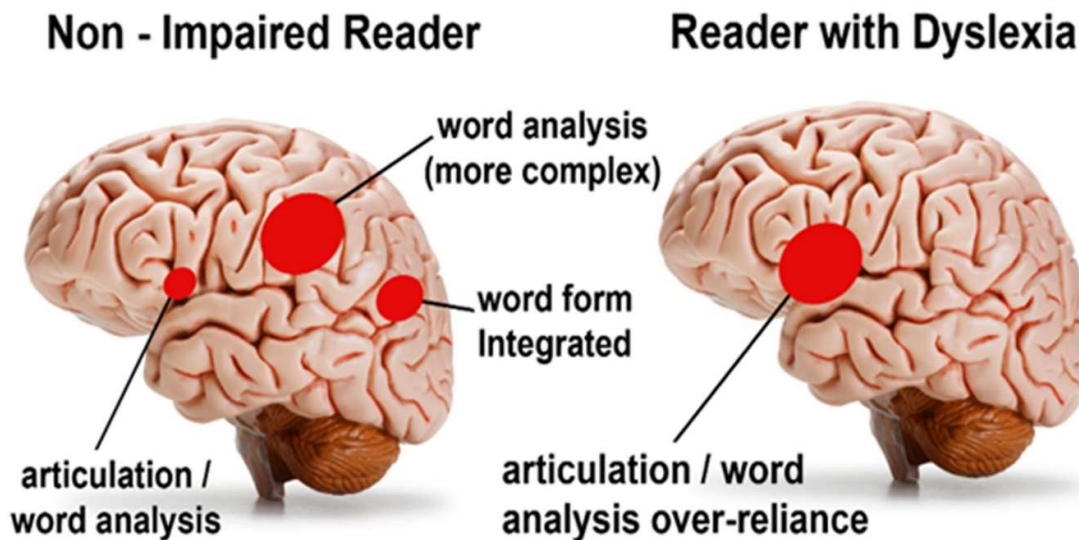 Non - Impaired Reader
Reader with Dyslexia
word analysis
(more complex)
word form
Integrated
articulation /
word analysis
articulation / word
analysis over-reliance